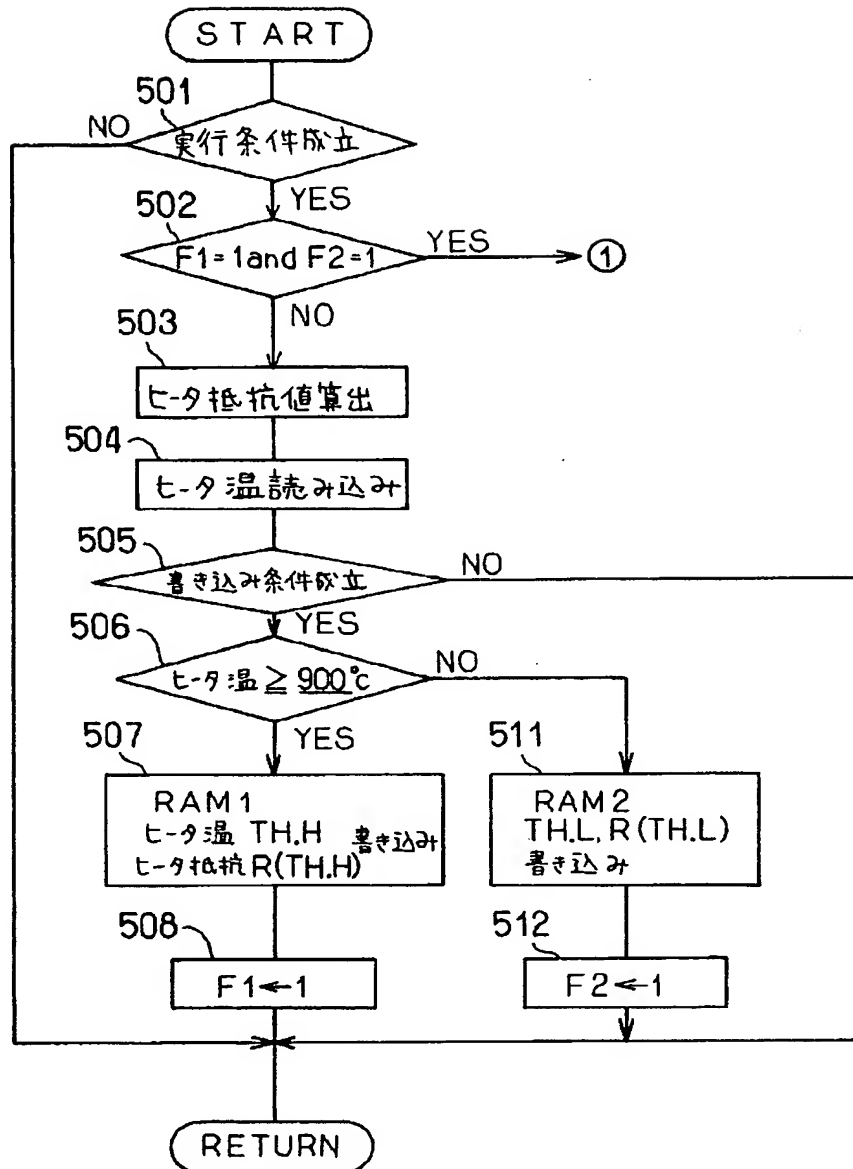 START
501
NO
実行条件成立
YES
502
F1=1and F2=1
YES
①
NO
503
ヒータ抵抗値算出
504
ヒータ温読み込み
505
書き込み条件成立
NO
YES
506
ヒータ温≧900℃
NO
YES
507
RAM1
ヒータ温 TH.H 書き込み
ヒータ抵抗 R(TH.H)
511
RAM2
TH.L, R(TH.L)
書き込み
508
F1←1
512
F2←1
RETURN